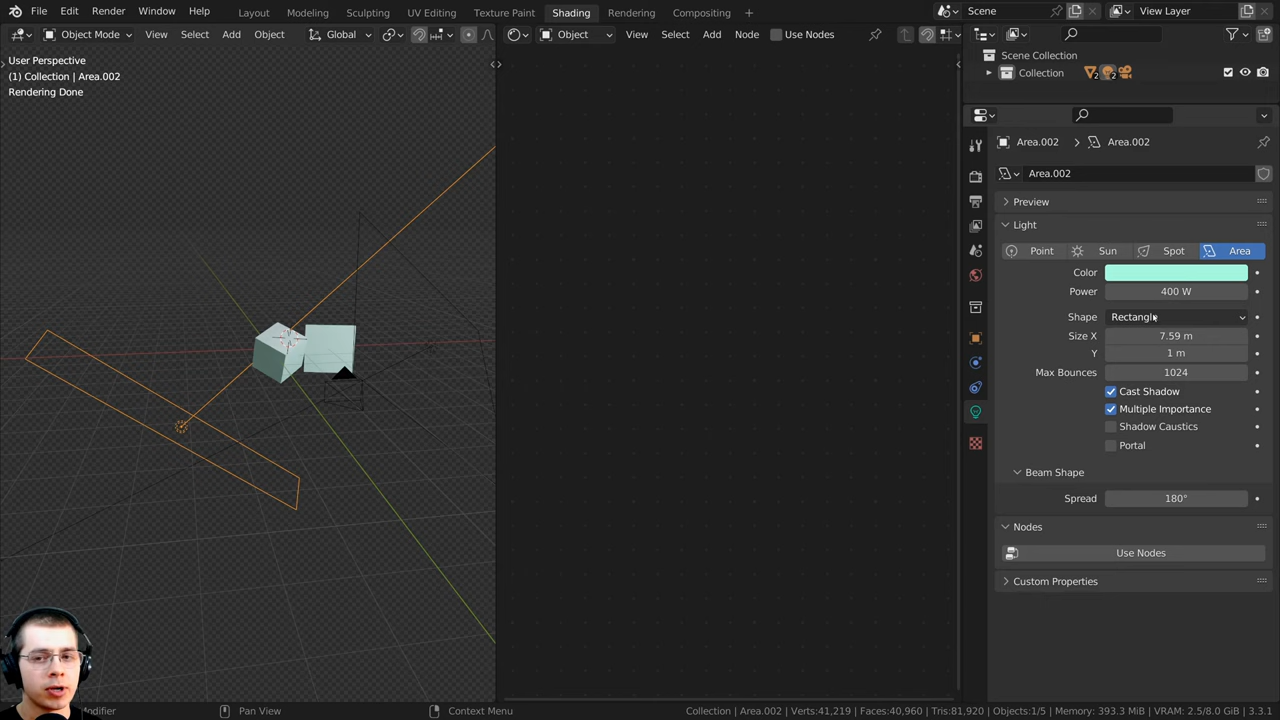 File Edit Render Window Help Layout Modeling Sculpting UV Editing Texture Paint Shading Rendering Compositing Scene View Layer
Object Mode View Select Add Object Global Object View Select Add Node Use Nodes
User Perspective
(1) Collection | Area.002
Rendering Done
Scene Collection
Collection
Area.002 Area.002
Area.002
Preview
Light
Point Sun Spot Area
Color
Power 400 W
Shape Rectangle
Size X 7.59 m
Y 1 m
Max Bounces 1024
Cast Shadow
Multiple Importance
Shadow Caustics
Portal
Beam Shape
Spread 180°
Nodes
Use Nodes
Custom Properties
Modifier Pan View Context Menu Collection | Area.002 | Verts:41,219 | Faces:40,960 | Tris:81,920 | Objects:1/5 | Memory: 393.3 MiB | VRAM: 2.5/8.0 GiB | 3.3.1